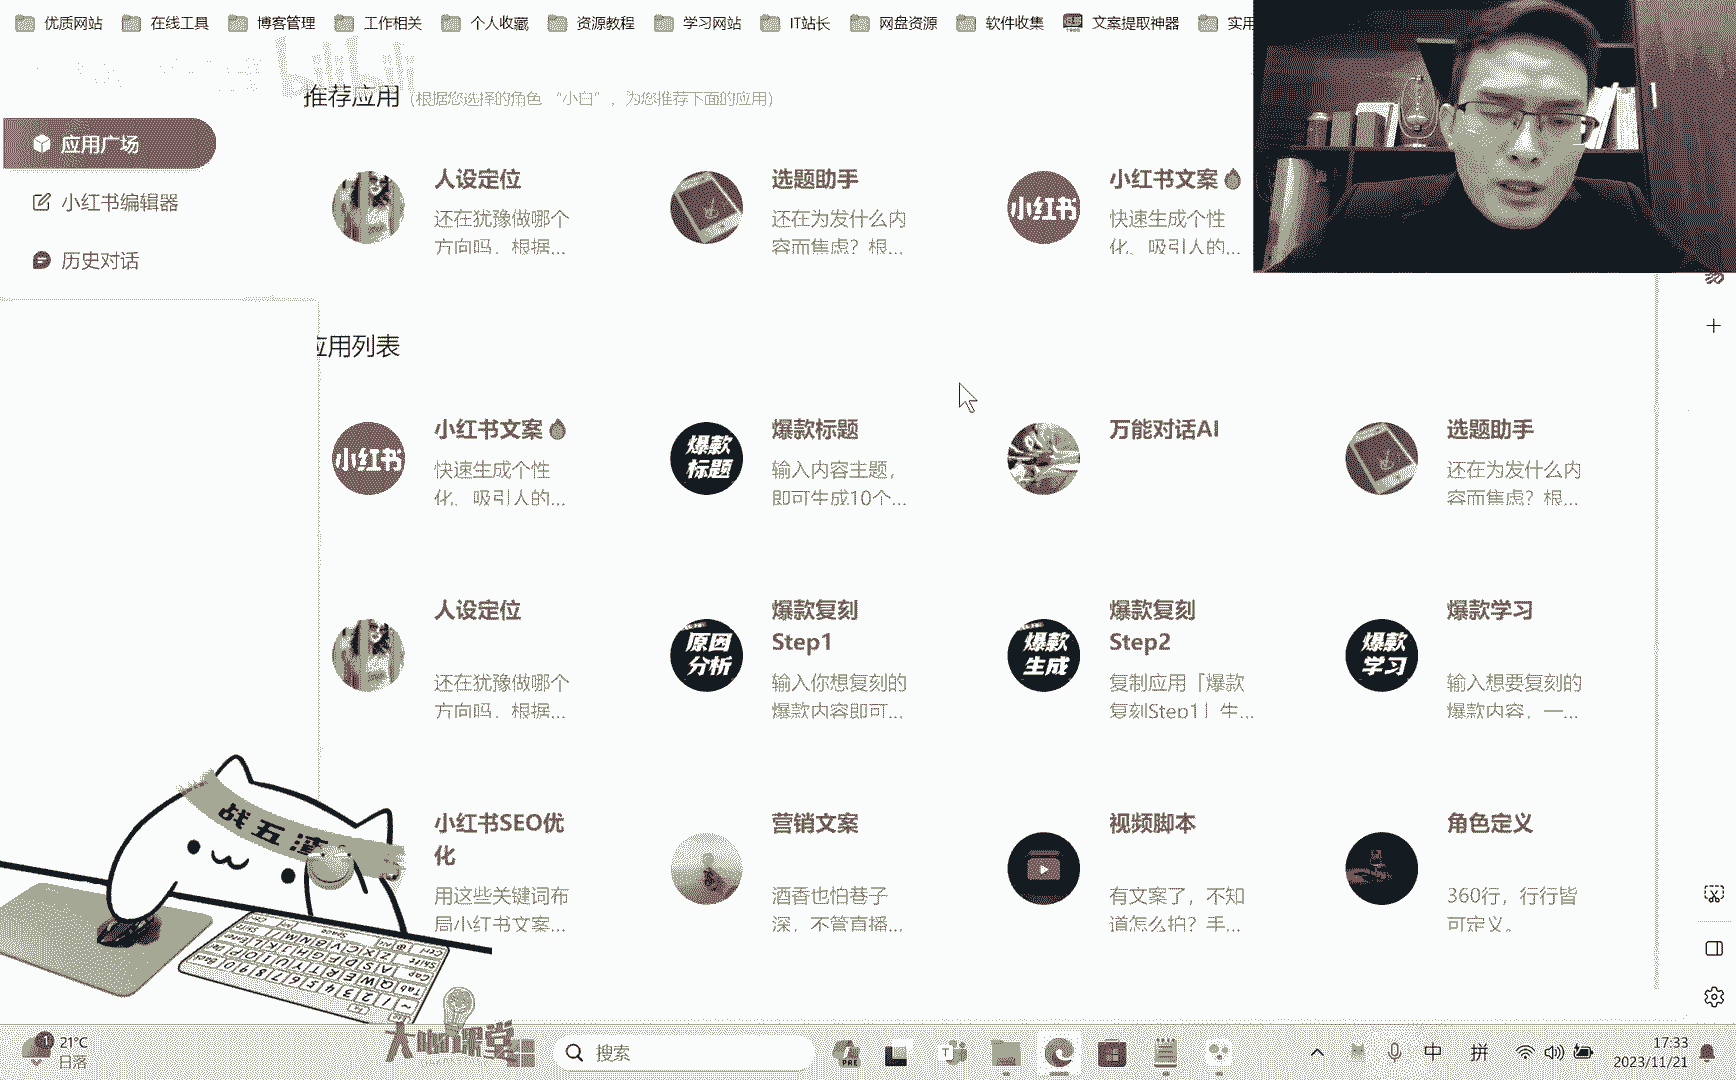 优质网站
在线工具
博客管理
工作相关
个人收藏
资源教程
学习网站
IT站长
网盘资源
软件收集
文案提取神器
实用
bilibili
推荐应用（根据您选择的角色 “小白”，为您推荐下面的应用）
应用广场
小红书编辑器
历史对话
人设定位
还在犹豫做哪个
方向吗，根据...
选题助手
还在为发什么内
容而焦虑？根...
小红书
小红书文案
快速生成个性
化、吸引人的...
应用列表
小红书
小红书文案
快速生成个性
化、吸引人的...
爆款
标题
爆款标题
输入内容主题，
即可生成10个...
万能对话AI
选题助手
还在为发什么内
容而焦虑？根...
人设定位
还在犹豫做哪个
方向吗，根据...
原因
分析
爆款复刻
Step1
输入你想复刻的
爆款内容即可...
爆款
生成
爆款复刻
Step2
复制应用「爆款
复刻Step1」生...
爆款
学习
爆款学习
输入想要复刻的
爆款内容，一...
小红书SEO优
化
用这些关键词布
局小红书文案...
营销文案
酒香也怕巷子
深，不管直播...
视频脚本
有文案了，不知
道怎么拍？手...
角色定义
360行，行行皆
可定义。
战五渣
大咖课堂
1
21°C
日落
搜索
PRE
中
拼
17:33
2023/11/21